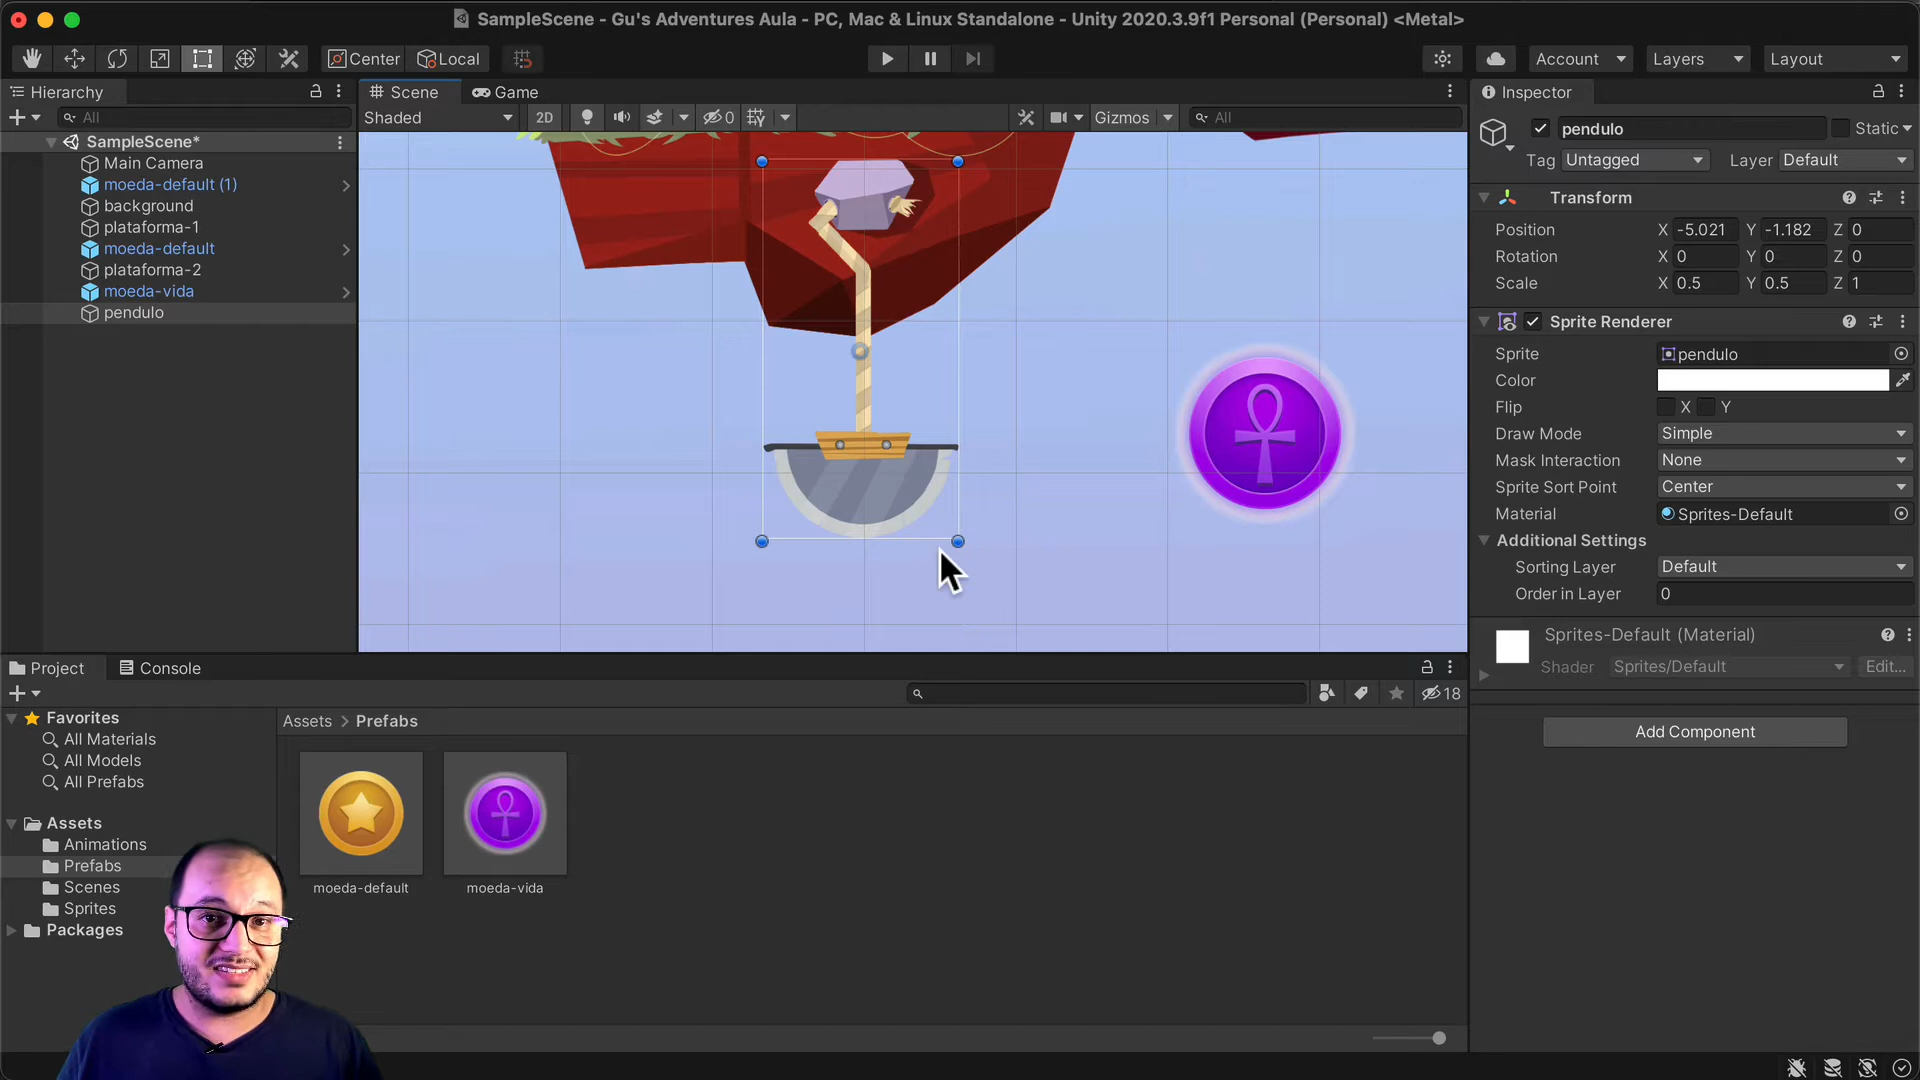 SampleScene - Gu's Adventures Aula - PC, Mac & Linux Standalone - Unity 2020.3.9f1 Personal (Personal) <Metal>
Center Local Account Layers Layout
Hierarchy
All
SampleScene*
Main Camera
moeda-default (1)
background
plataforma-1
moeda-default
plataforma-2
moeda-vida
pendulo
Scene Game
Shaded 2D 0 Gizmos All
Inspector
pendulo Static
Tag Untagged Layer Default
Transform
Position X -5.021 Y -1.182 Z 0
Rotation X 0 Y 0 Z 0
Scale X 0.5 Y 0.5 Z 1
Sprite Renderer
Sprite pendulo
Color
Flip X Y
Draw Mode Simple
Mask Interaction None
Sprite Sort Point Center
Material Sprites-Default
Additional Settings
Sorting Layer Default
Order in Layer 0
Sprites-Default (Material)
Shader Sprites/Default Edit...
Add Component
Project Console
18
Favorites
All Materials
All Models
All Prefabs
Assets
Animations
Prefabs
Scenes
Sprites
Packages
Assets > Prefabs
moeda-default moeda-vida